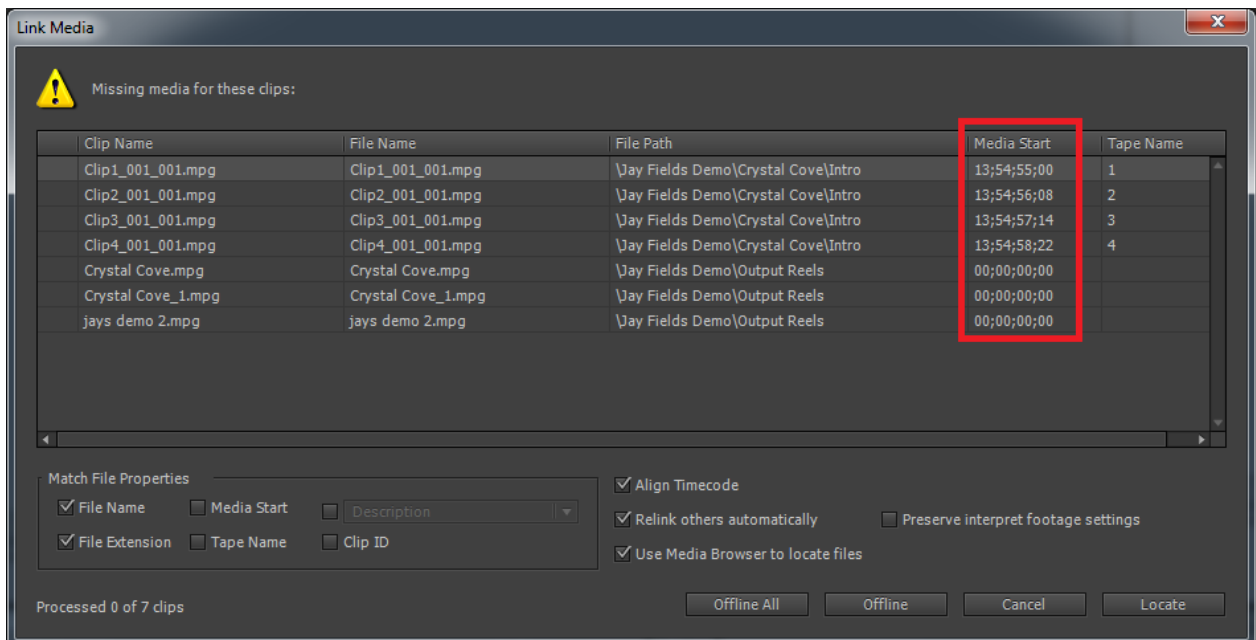 Link Media
Missing media for these clips:
Clip Name File Name File Path Media Start Tape Name
Clip1_001_001.mpg Clip1_001_001.mpg \Jay Fields Demo\Crystal Cove\Intro 13;54;55;00 1
Clip2_001_001.mpg Clip2_001_001.mpg \Jay Fields Demo\Crystal Cove\Intro 13;54;56;08 2
Clip3_001_001.mpg Clip3_001_001.mpg \Jay Fields Demo\Crystal Cove\Intro 13;54;57;14 3
Clip4_001_001.mpg Clip4_001_001.mpg \Jay Fields Demo\Crystal Cove\Intro 13;54;58;22 4
Crystal Cove.mpg Crystal Cove.mpg \Jay Fields Demo\Output Reels 00;00;00;00
Crystal Cove_1.mpg Crystal Cove_1.mpg \Jay Fields Demo\Output Reels 00;00;00;00
jays demo 2.mpg jays demo 2.mpg \Jay Fields Demo\Output Reels 00;00;00;00
Match File Properties
File Name Media Start Description
File Extension Tape Name Clip ID
Align Timecode
Relink others automatically Preserve interpret footage settings
Use Media Browser to locate files
Processed 0 of 7 clips
Offline All Offline Cancel Locate